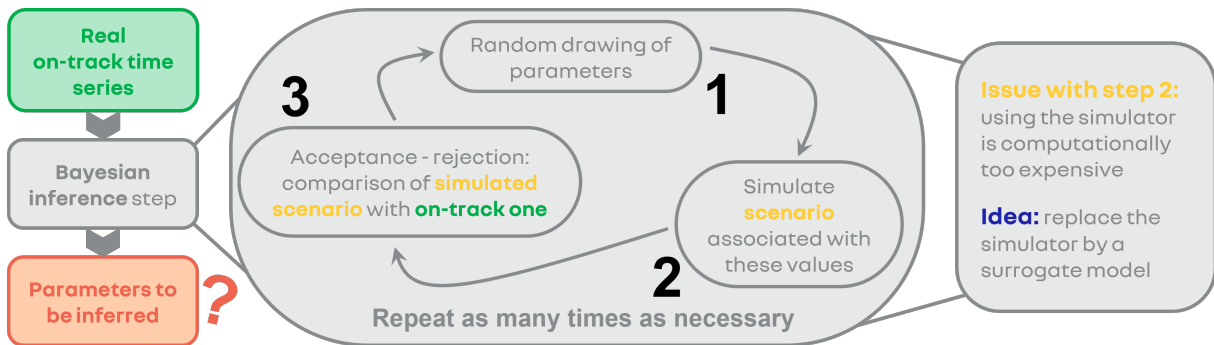 Real
on-track time
series
Bayesian
inference step
Parameters to
be inferred
?
Random drawing of
parameters
1
Simulate
scenario
associated with
these values
2
Acceptance - rejection:
comparison of simulated
scenario with on-track one
3
Repeat as many times as necessary
Issue with step 2:
using the simulator
is computationally
too expensive
Idea: replace the
simulator by a
surrogate model